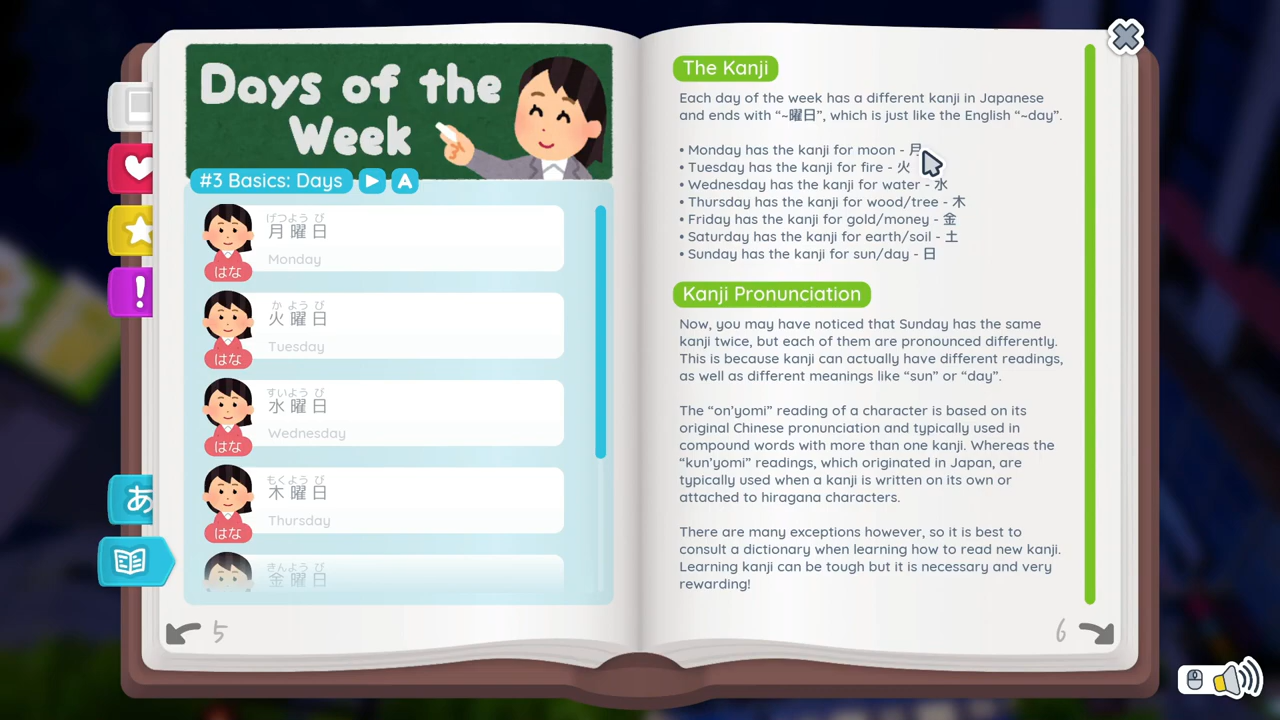 Days of the
Week
#3 Basics: Days
A
げつよう び
月曜日
Monday
はな
か よう び
火曜日
Tuesday
はな
すいよう び
水曜日
Wednesday
はな
もくよう び
木曜日
Thursday
はな
きんよう び
金曜日
あ
5
The Kanji
Each day of the week has a different kanji in Japanese
and ends with “~曜日”, which is just like the English “~day”.
• Monday has the kanji for moon - 月
• Tuesday has the kanji for fire - 火
• Wednesday has the kanji for water - 水
• Thursday has the kanji for wood/tree - 木
• Friday has the kanji for gold/money - 金
• Saturday has the kanji for earth/soil - 土
• Sunday has the kanji for sun/day - 日
Kanji Pronunciation
Now, you may have noticed that Sunday has the same
kanji twice, but each of them are pronounced differently.
This is because kanji can actually have different readings,
as well as different meanings like “sun” or “day”.
The “on’yomi” reading of a character is based on its
original Chinese pronunciation and typically used in
compound words with more than one kanji. Whereas the
“kun’yomi” readings, which originated in Japan, are
typically used when a kanji is written on its own or
attached to hiragana characters.
There are many exceptions however, so it is best to
consult a dictionary when learning how to read new kanji.
Learning kanji can be tough but it is necessary and very
rewarding!
6